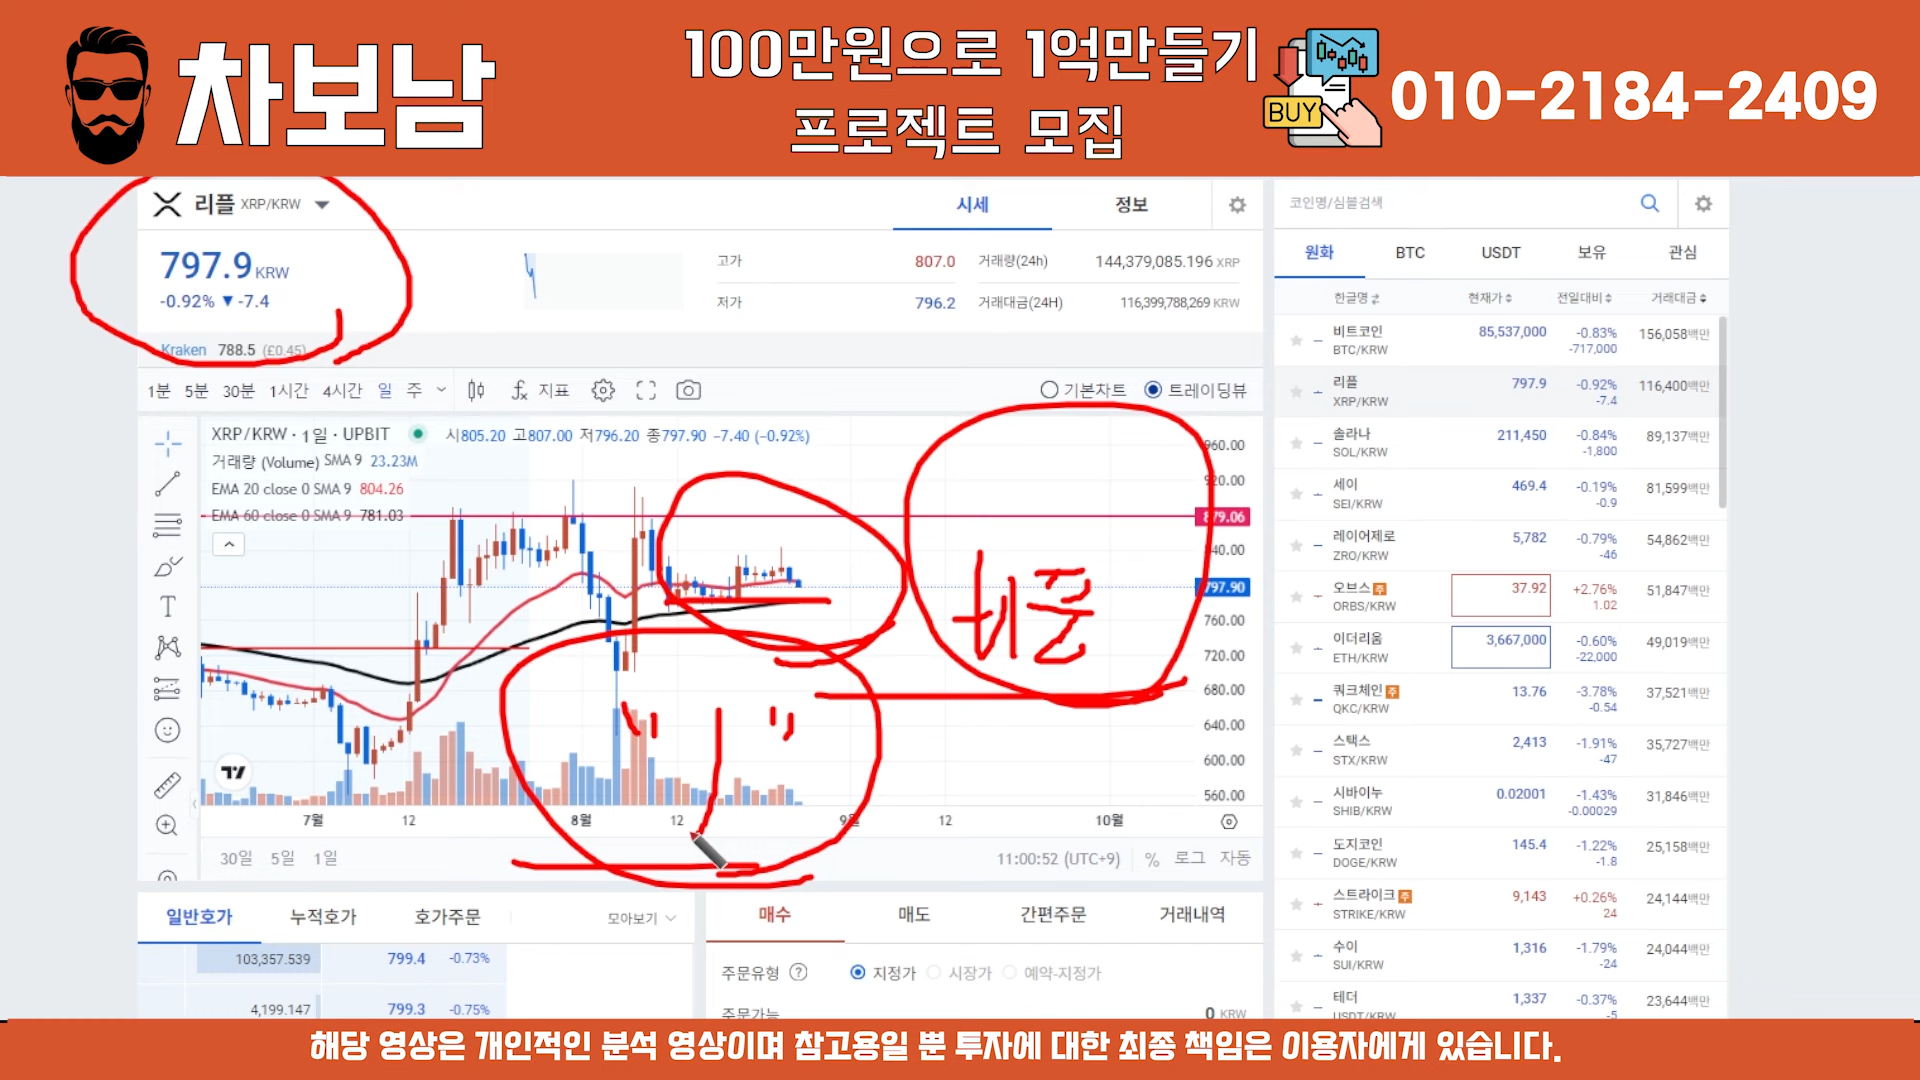 차보남
100만원으로 1억만들기
프로젝트 모집
BUY
010-2184-2409
리플 XRP/KRW
시세
정보
797.9 KRW
-0.92% ▼ -7.4
고가 807.0 거래량(24h) 144,379,085.196 XRP
저가 796.2 거래대금(24H) 116,399,788,269 KRW
Kraken 788.5 (£0.45)
1분 5분 30분 1시간 4시간 일 주 지표 기본차트 트레이딩뷰
XRP/KRW · 1일 · UPBIT 시805.20 고807.00 저796.20 종797.90 -7.40 (-0.92%)
거래량 (Volume) SMA 9 23.23M
EMA 20 close 0 SMA 9 804.26
EMA 60 close 0 SMA 9 781.03
960.00
920.00
879.06
840.00
797.90
760.00
720.00
680.00
640.00
600.00
560.00
비중
7월 12 8월 12 9월 12 10월
30일 5일 1일
11:00:52 (UTC+9) % 로그 자동
일반호가 누적호가 호가주문 모아보기
103,357.539 799.4 -0.73%
4,199.147 799.3 -0.75%
매수 매도 간편주문 거래내역
주문유형 ? 지정가 시장가 예약-지정가
주문가능 0 KRW
코인명/심볼검색
원화 BTC USDT 보유 관심
한글명 현재가 전일대비 거래대금
비트코인 85,537,000 -0.83% 156,058백만
BTC/KRW -717,000
리플 797.9 -0.92% 116,400백만
XRP/KRW -7.4
솔라나 211,450 -0.84% 89,137백만
SOL/KRW -1,800
세이 469.4 -0.19% 81,599백만
SEI/KRW -0.9
레이어제로 5,782 -0.79% 54,862백만
ZRO/KRW -46
오브스 주 37.92 +2.76% 51,847백만
ORBS/KRW 1.02
이더리움 3,667,000 -0.60% 49,019백만
ETH/KRW -22,000
쿼크체인 주 13.76 -3.78% 37,521백만
QKC/KRW -0.54
스택스 2,413 -1.91% 35,727백만
STX/KRW -47
시바이누 0.02001 -1.43% 31,846백만
SHIB/KRW -0.00029
도지코인 145.4 -1.22% 25,158백만
DOGE/KRW -1.8
스트라이크 주 9,143 +0.26% 24,144백만
STRIKE/KRW 24
수이 1,316 -1.79% 24,044백만
SUI/KRW -24
테더 1,337 -0.37% 23,644백만
USDT/KRW -5
해당 영상은 개인적인 분석 영상이며 참고용일 뿐 투자에 대한 최종 책임은 이용자에게 있습니다.